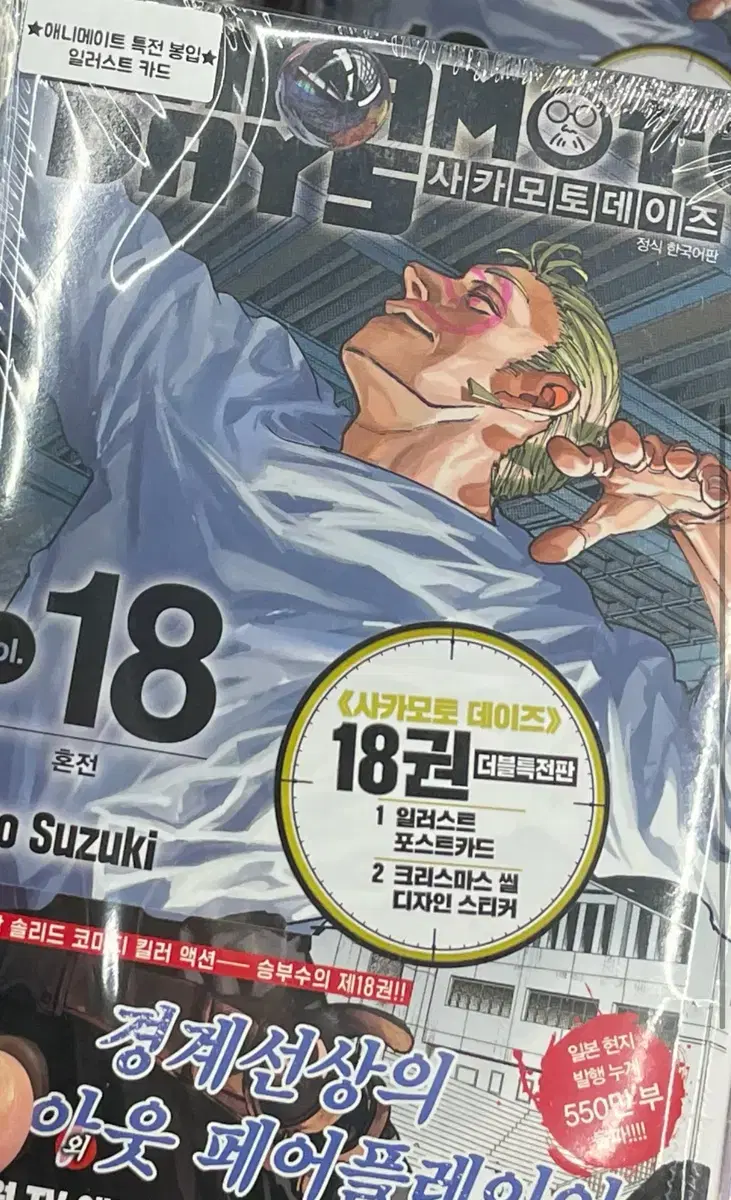 ★애니메이트 특전 봉입★
일러스트 카드
DAYS
사카모토데이즈
정식 한국어판
18
혼전
Suzuki
《사카모토 데이즈》
18권 더블특전판
1 일러스트
포스트카드
2 크리스마스 씰
디자인 스티커
솔리드 코미디 킬러 액션── 승부수의 제18권!!
경계선상의
아웃 페어플레이어
외
일본 현지
발행 누계
550만 부
돌파!!!!